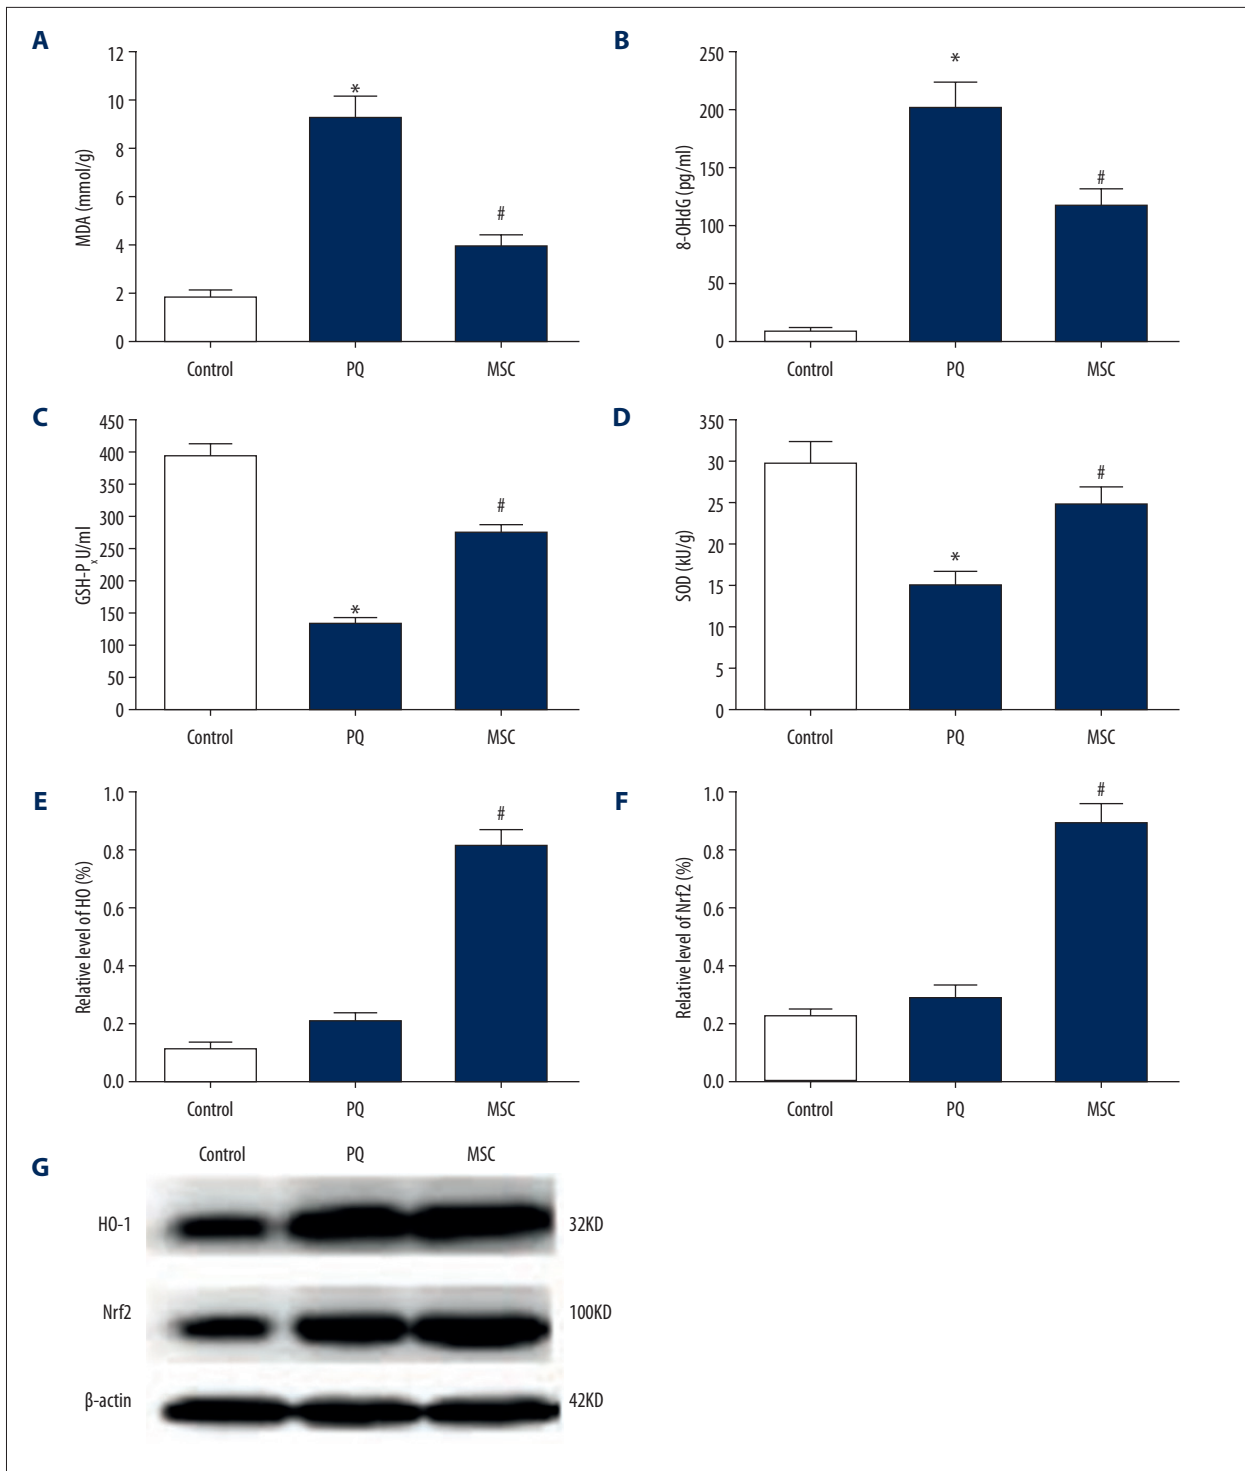 A
MDA (mmol/g)
12
10
8
6
4
2
0
*
#
Control PQ MSC
B
8-OHdG (pg/ml)
250
200
150
100
50
0
*
#
Control PQ MSC
C
GSH-PxU/ml
450
400
350
300
250
200
150
100
50
0
*
#
Control PQ MSC
D
SOD (kU/g)
350
30
25
20
15
10
5
0
*
#
Control PQ MSC
E
Relative level of HO (%)
1.0
0.8
0.6
0.4
0.2
0.0
#
Control PQ MSC
F
Relative level of Nrf2 (%)
1.0
0.8
0.6
0.4
0.2
0.0
#
Control PQ MSC
G
Control PQ MSC
HO-1 32KD
Nrf2 100KD
β-actin 42KD